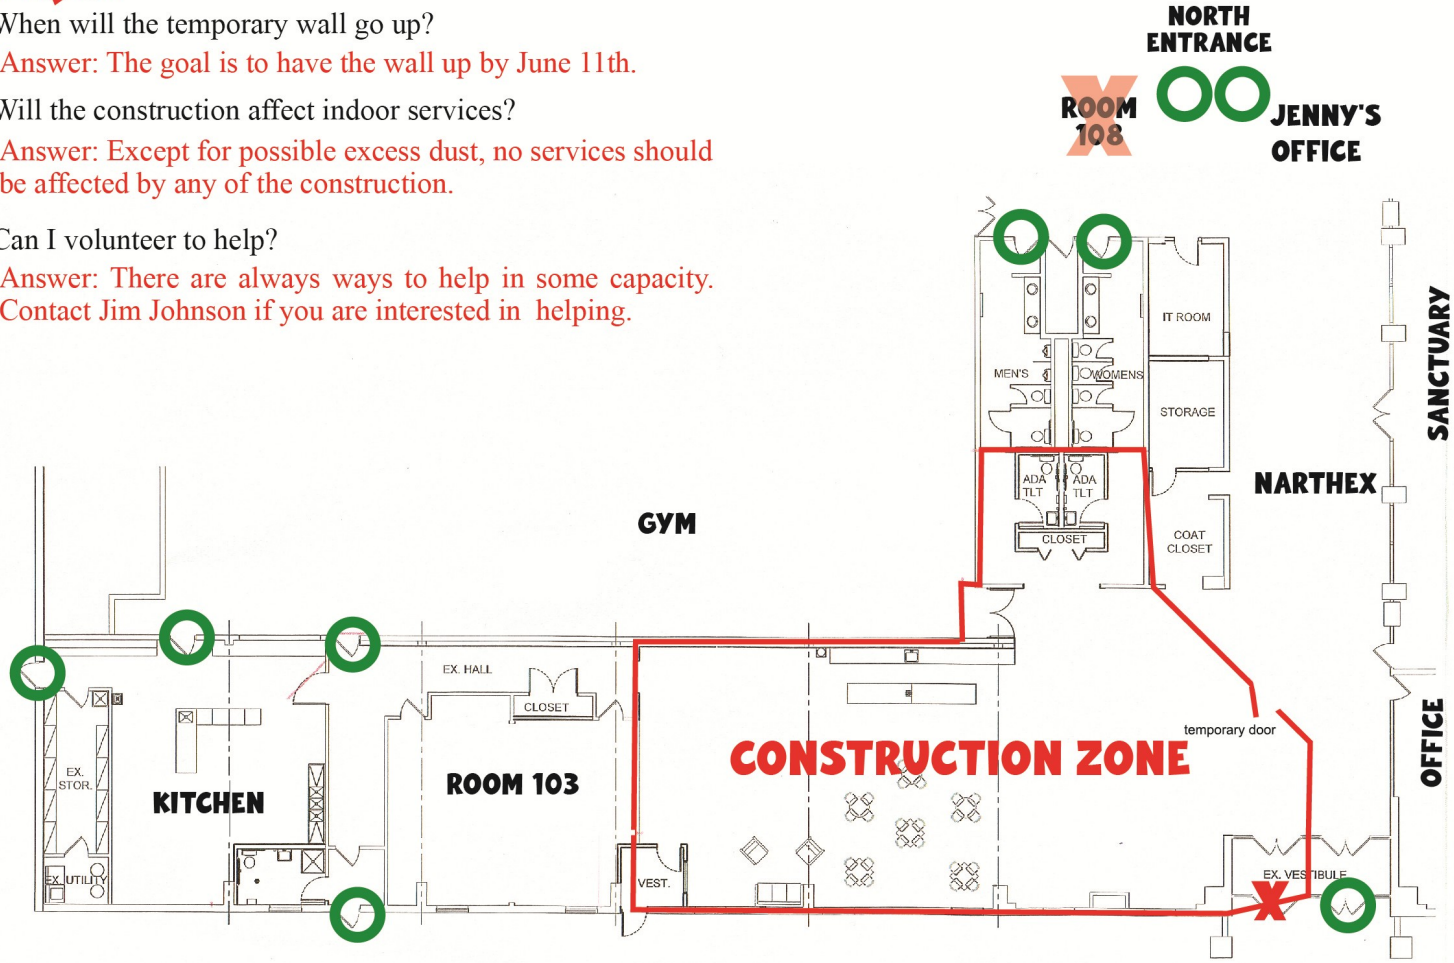 When will the temporary wall go up?
Answer: The goal is to have the wall up by June 11th.
Will the construction affect indoor services?
Answer: Except for possible excess dust, no services should
be affected by any of the construction.
Can I volunteer to help?
Answer: There are always ways to help in some capacity.
Contact Jim Johnson if you are interested in helping.
NORTH
ENTRANCE
ROOM
108
JENNY'S
OFFICE
IT ROOM
MEN'S
WOMENS
STORAGE
SANCTUARY
NARTHEX
ADA
TLT
ADA
TLT
CLOSET
COAT
CLOSET
GYM
EX. HALL
CLOSET
temporary door
OFFICE
CONSTRUCTION ZONE
EX.
STOR.
KITCHEN
ROOM 103
EX. UTILITY
VEST.
EX. VESTIBULE
X